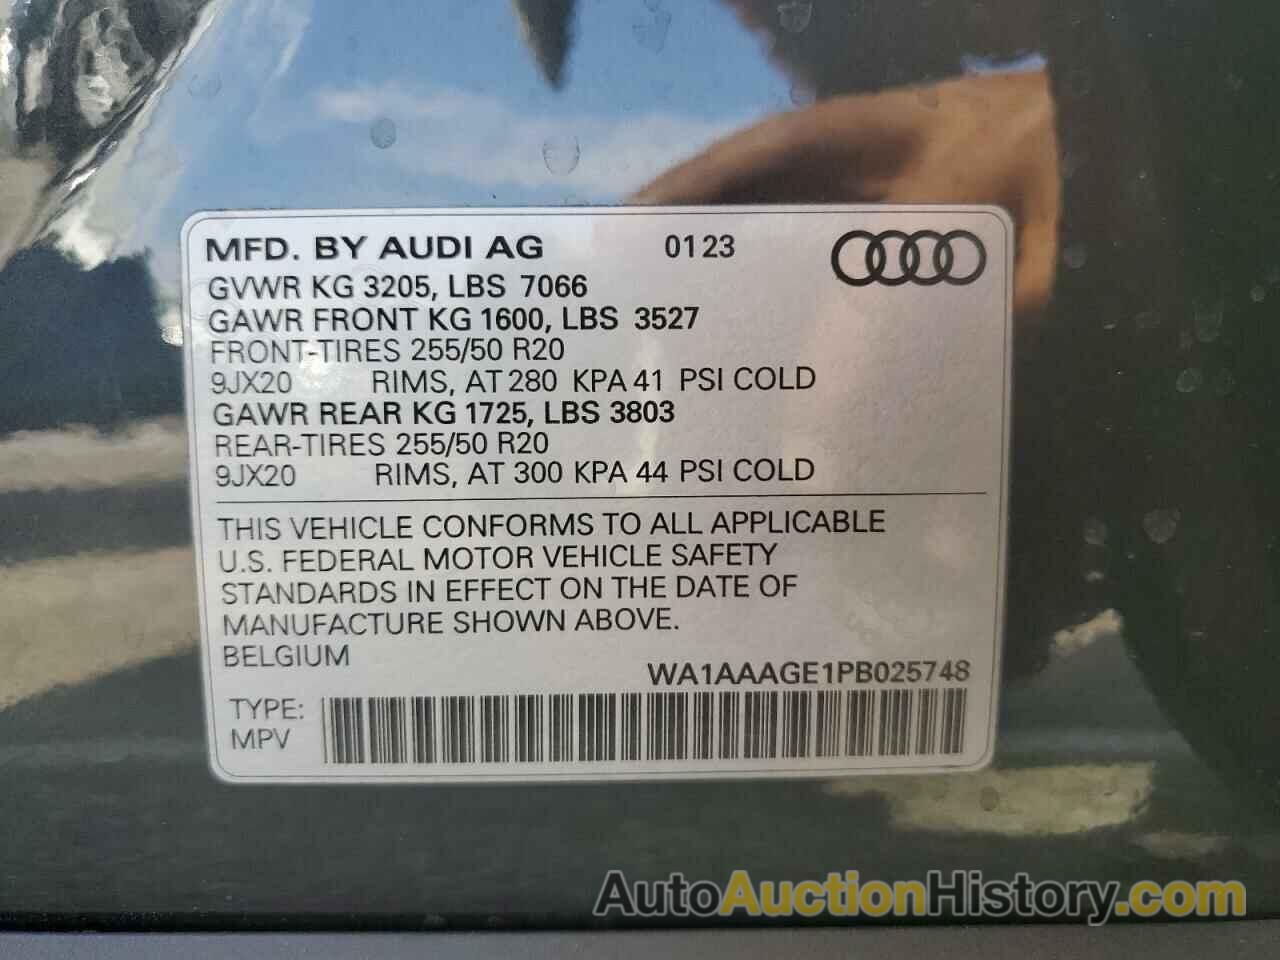 MFD. BY AUDI AG 0123
GVWR KG 3205, LBS 7066
GAWR FRONT KG 1600, LBS 3527
FRONT-TIRES 255/50 R20
9JX20 RIMS, AT 280 KPA 41 PSI COLD
GAWR REAR KG 1725, LBS 3803
REAR-TIRES 255/50 R20
9JX20 RIMS, AT 300 KPA 44 PSI COLD
THIS VEHICLE CONFORMS TO ALL APPLICABLE
U.S. FEDERAL MOTOR VEHICLE SAFETY
STANDARDS IN EFFECT ON THE DATE OF
MANUFACTURE SHOWN ABOVE.
BELGIUM
WA1AAAGE1PB025748
TYPE:
MPV
AutoAuctionHistory.com